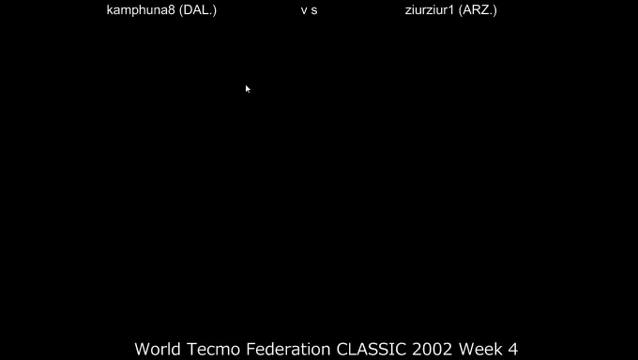 kamphuna8 (DAL.) v s ziurziur1 (ARZ.)
World Tecmo Federation CLASSIC 2002 Week 4